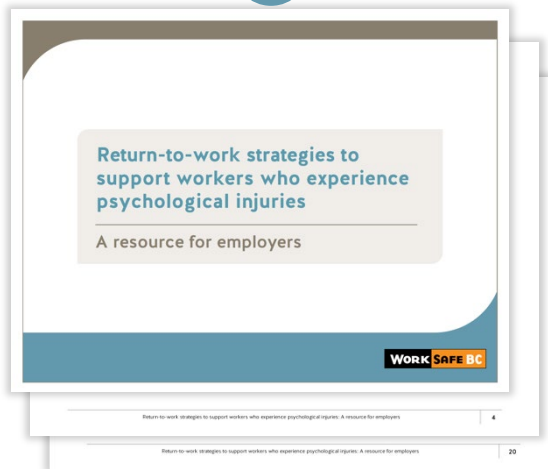 Return-to-work strategies to
support workers who experience
psychological injuries
A resource for employers
WORK SAFE BC
Return-to-work strategies to support workers who experience psychological injuries: A resource for employers 4
Return-to-work strategies to support workers who experience psychological injuries: A resource for employers 20